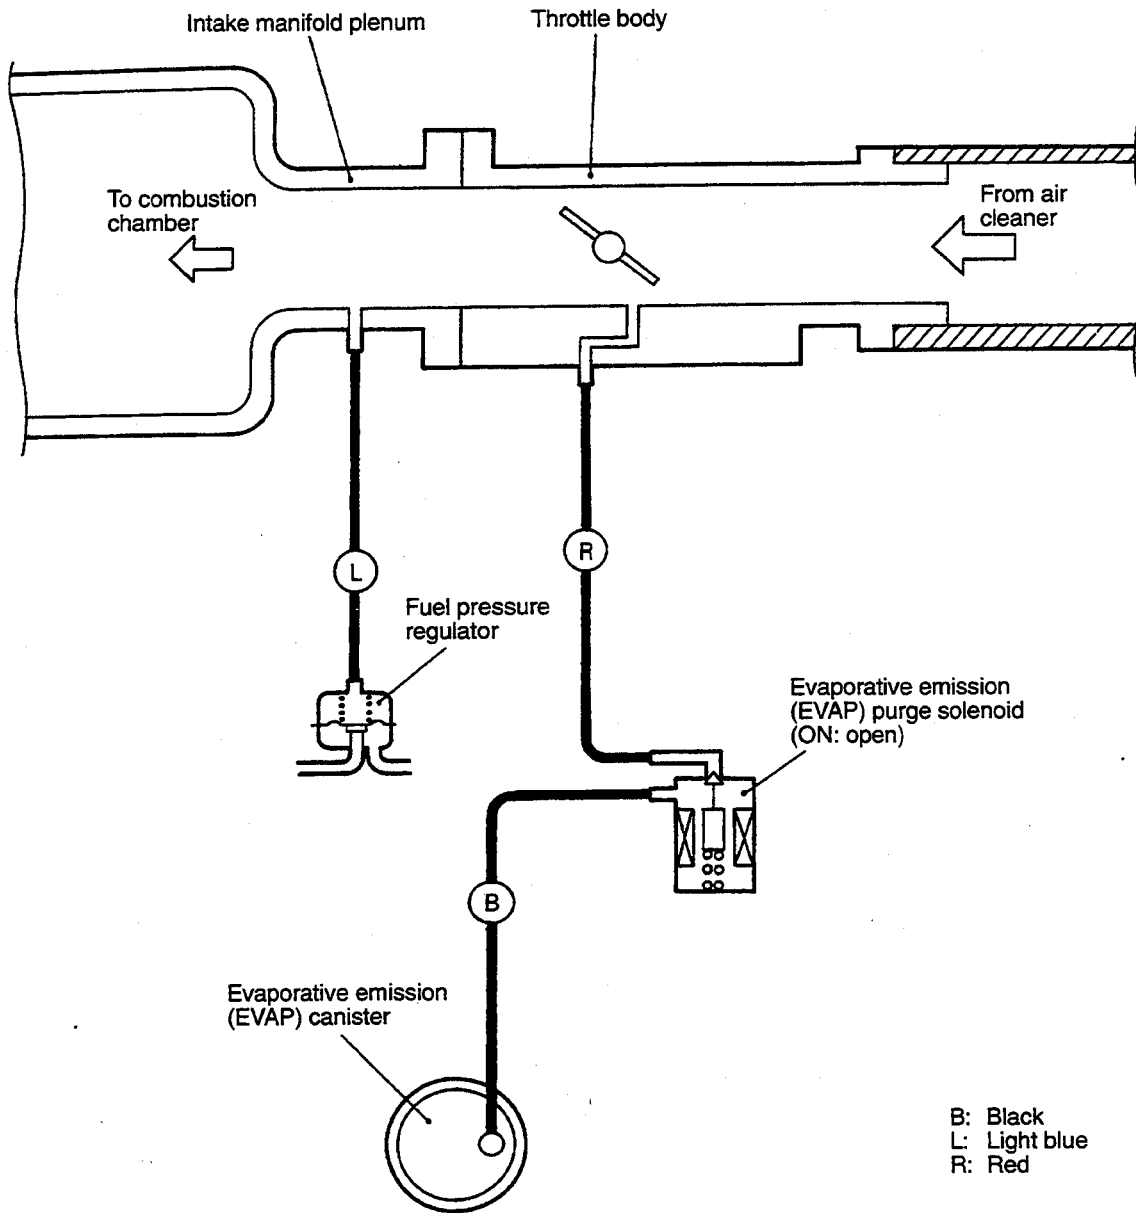 Intake manifold plenum
Throttle body
To combustion
chamber
From air
cleaner
L
R
Fuel pressure
regulator
Evaporative emission
(EVAP) purge solenoid
(ON: open)
B
Evaporative emission
(EVAP) canister
B: Black
L: Light blue
R: Red